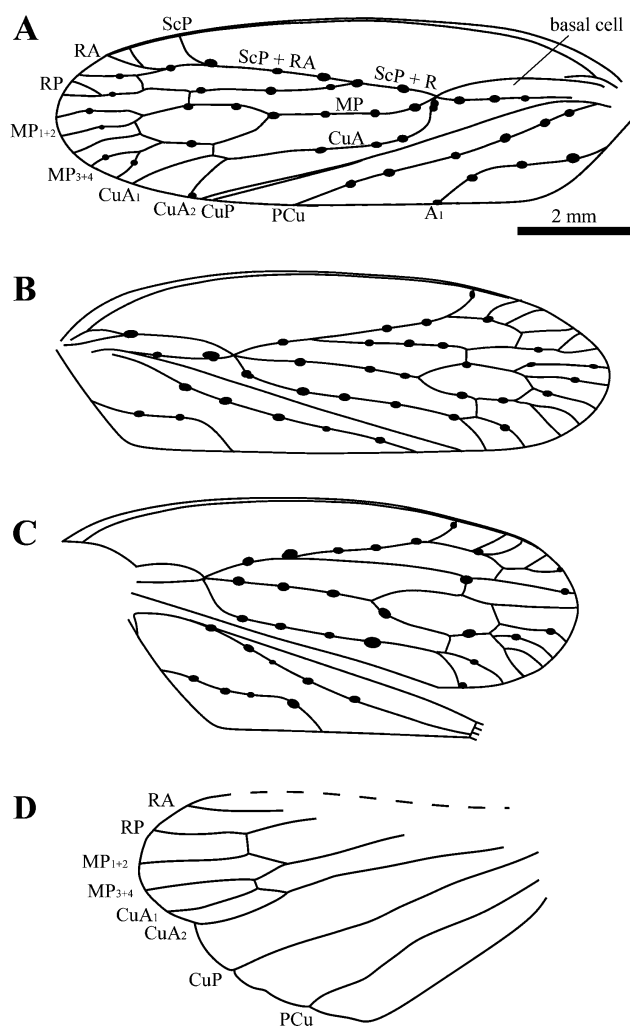 A
ScP
basal cell
RA
ScP + RA
ScP + R
RP
MP
MP1+2
CuA
MP3+4
CuA1
CuA2
CuP
PCu
A1
2 mm
B
C
D
RA
RP
MP1+2
MP3+4
CuA1
CuA2
CuP
PCu